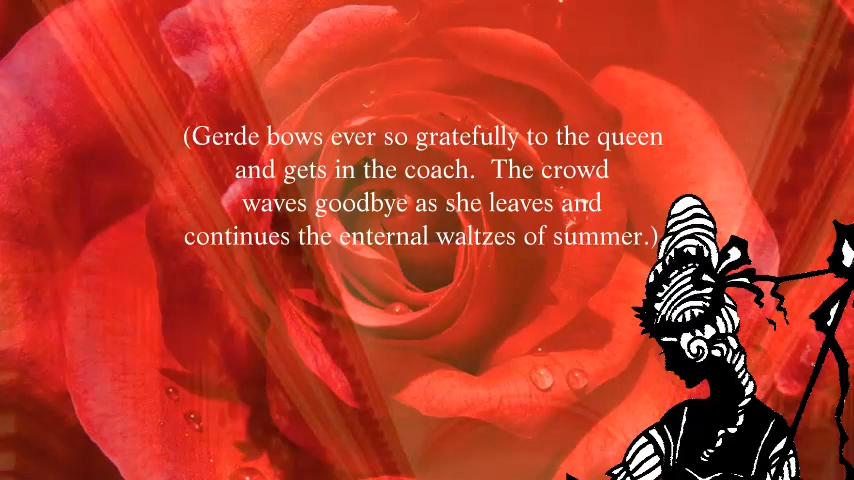 (Gerde bows ever so gratefully to the queen
and gets in the coach.  The crowd
waves goodbye as she leaves and
continues the enternal waltzes of summer.)